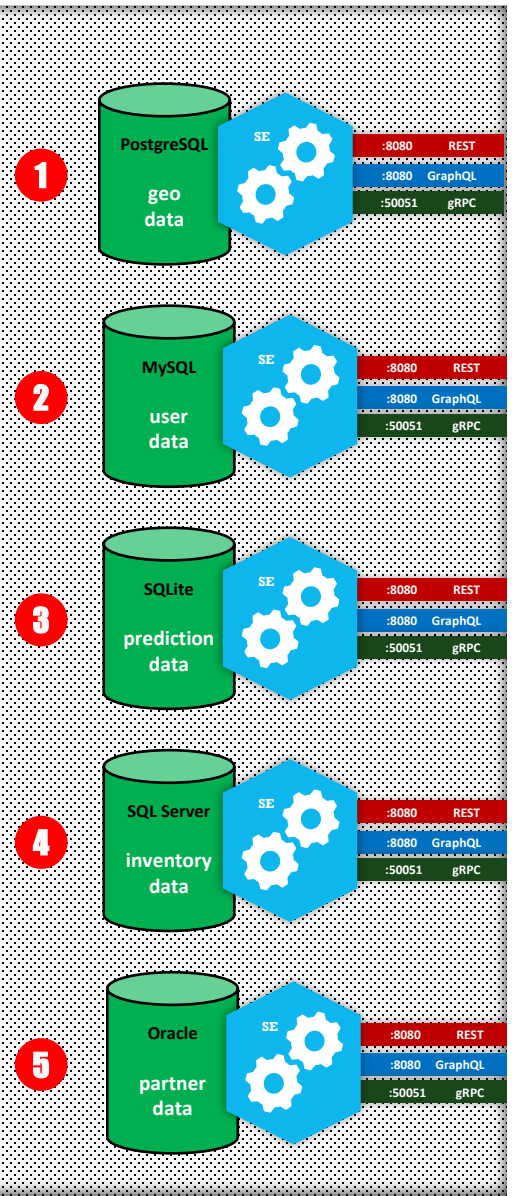 1
PostgreSQL
geo
data
SE
:8080 REST
:8080 GraphQL
:50051 gRPC
2
MySQL
user
data
SE
:8080 REST
:8080 GraphQL
:50051 gRPC
3
SQLite
prediction
data
SE
:8080 REST
:8080 GraphQL
:50051 gRPC
4
SQL Server
inventory
data
SE
:8080 REST
:8080 GraphQL
:50051 gRPC
5
Oracle
partner
data
SE
:8080 REST
:8080 GraphQL
:50051 gRPC